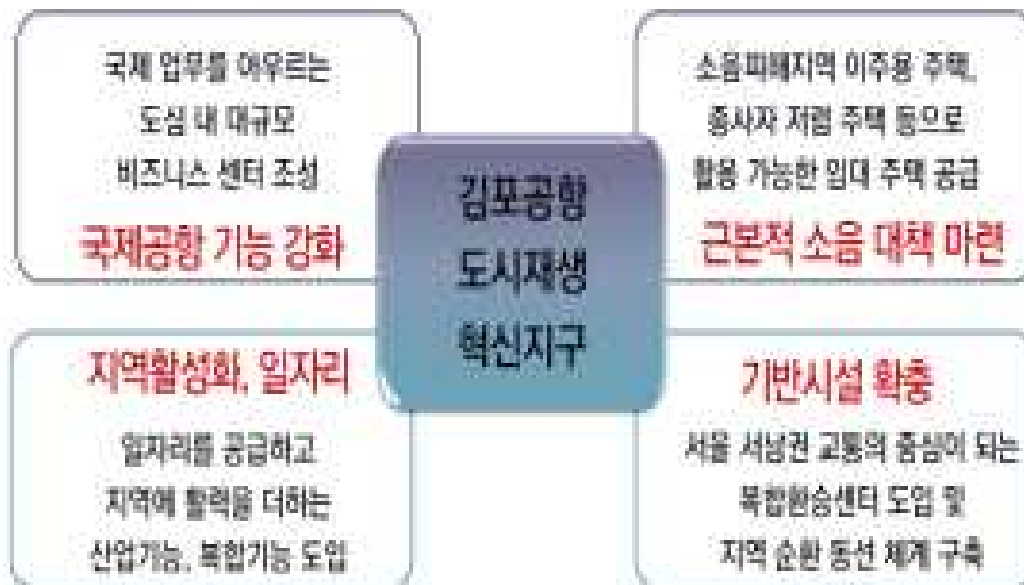 국제 업무를 아우르는
도심 내 대규모
비즈니스 센터 조성
국제공항 기능 강화
소음피해지역 이주용 주택,
종사자 저렴 주택 등으로
활용 가능한 임대 주택 공급
근본적 소음 대책 마련
김포공항
도시재생
혁신지구
지역활성화, 일자리
일자리를 공급하고
지역에 활력을 더하는
산업기능, 복합기능 도입
기반시설 확충
서울 서남권 교통의 중심이 되는
복합환승센터 도입 및
지역 순환 동선 체계 구축